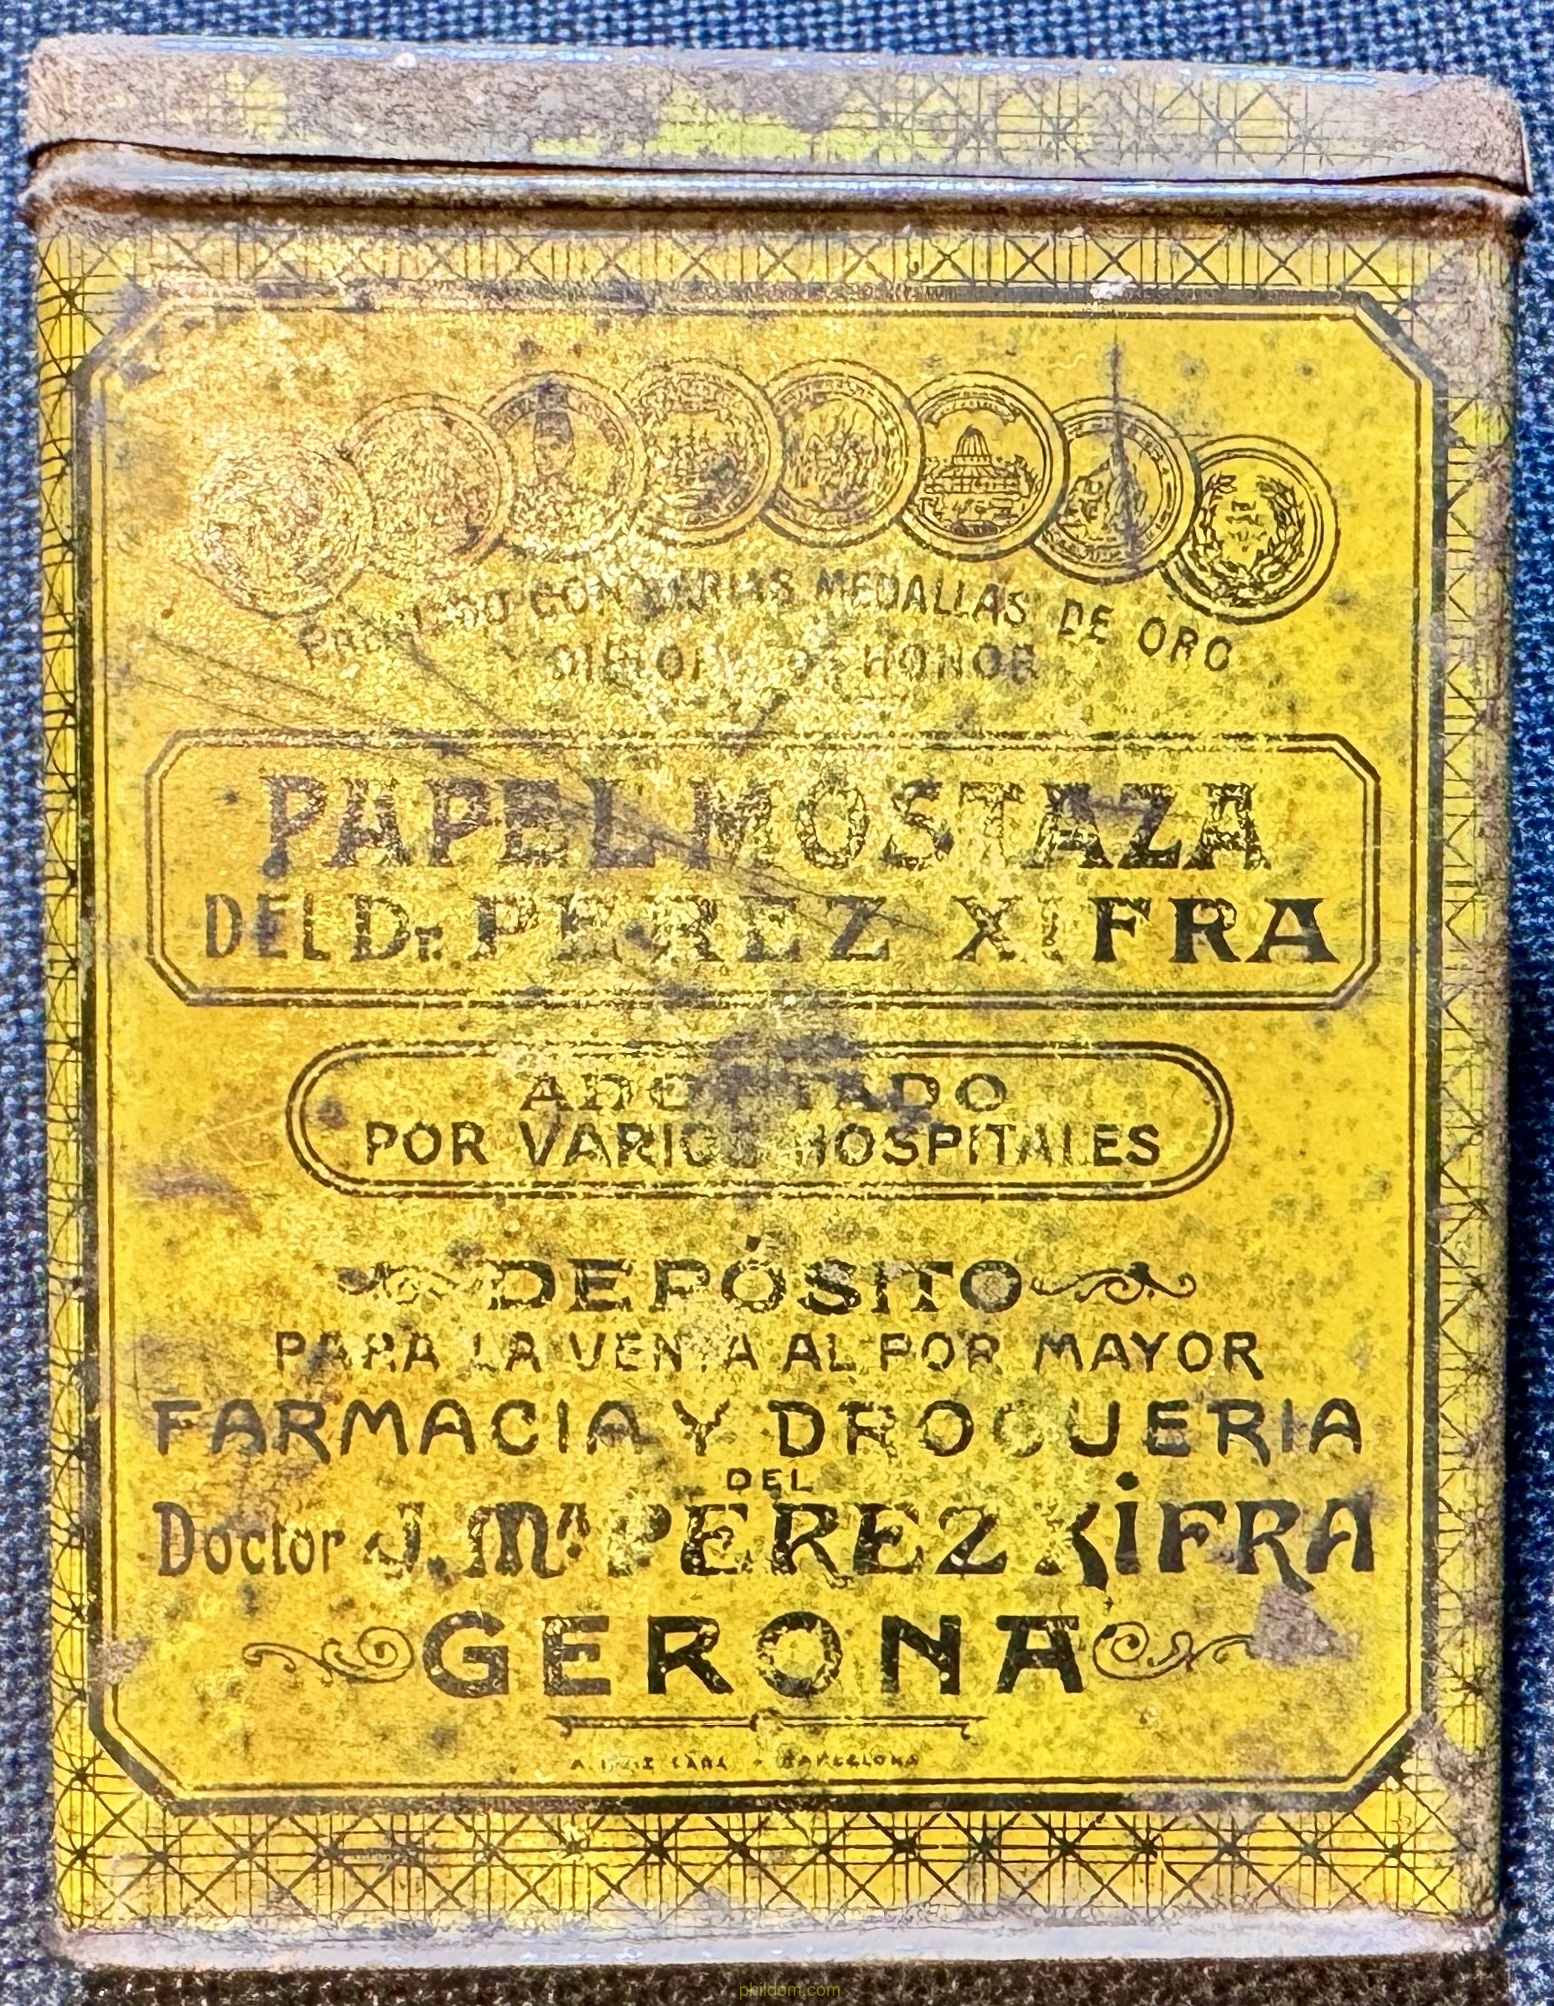 PREMIADO CON VARIAS MEDALLAS DE ORO
DIPLOMA DE HONOR
PAPEL MOSTAZA
DEL Dr. PEREZ XIFRA
ADOPTADO
POR VARIOS HOSPITALES
DEPÓSITO
PARA LA VENTA AL POR MAYOR
FARMACIA Y DROGUERIA
DEL
Doctor J. Mª PEREZ XIFRA
GERONA
BARCELONA
phildom.com